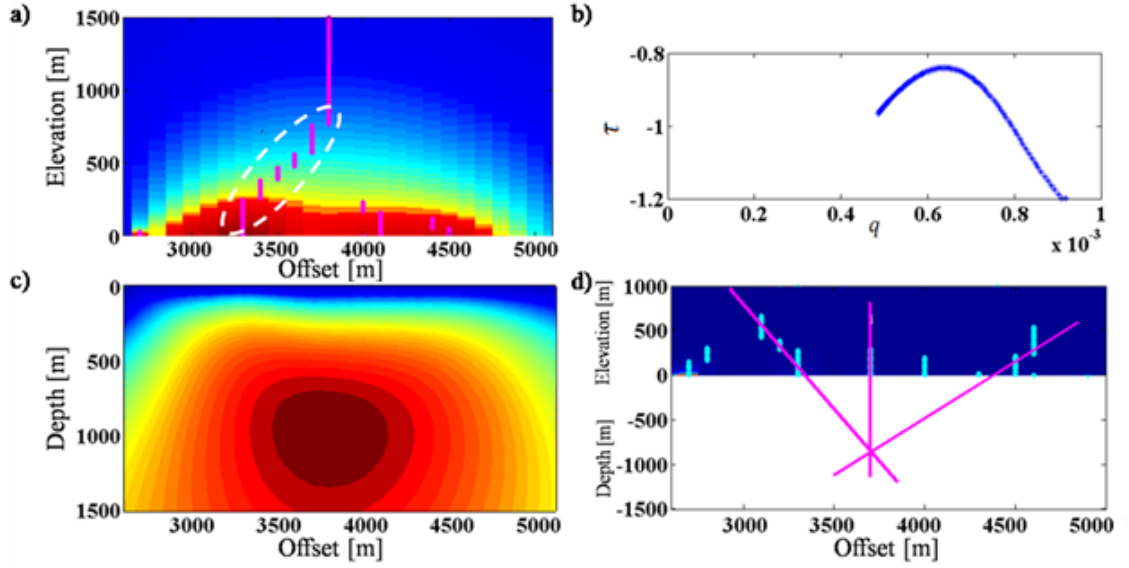 a)
1500
1000
500
0
Elevation [m]
3000 3500 4000 4500 5000
Offset [m]
b)
-0.8
-1
-1.2
τ
0 0.2 0.4 0.6 0.8 1
q
x 10⁻³
c)
0
500
1000
1500
Depth [m]
3000 3500 4000 4500 5000
Offset [m]
d)
1000
500
0
-500
-1000
-1500
Elevation [m]
Depth [m]
3000 3500 4000 4500 5000
Offset [m]